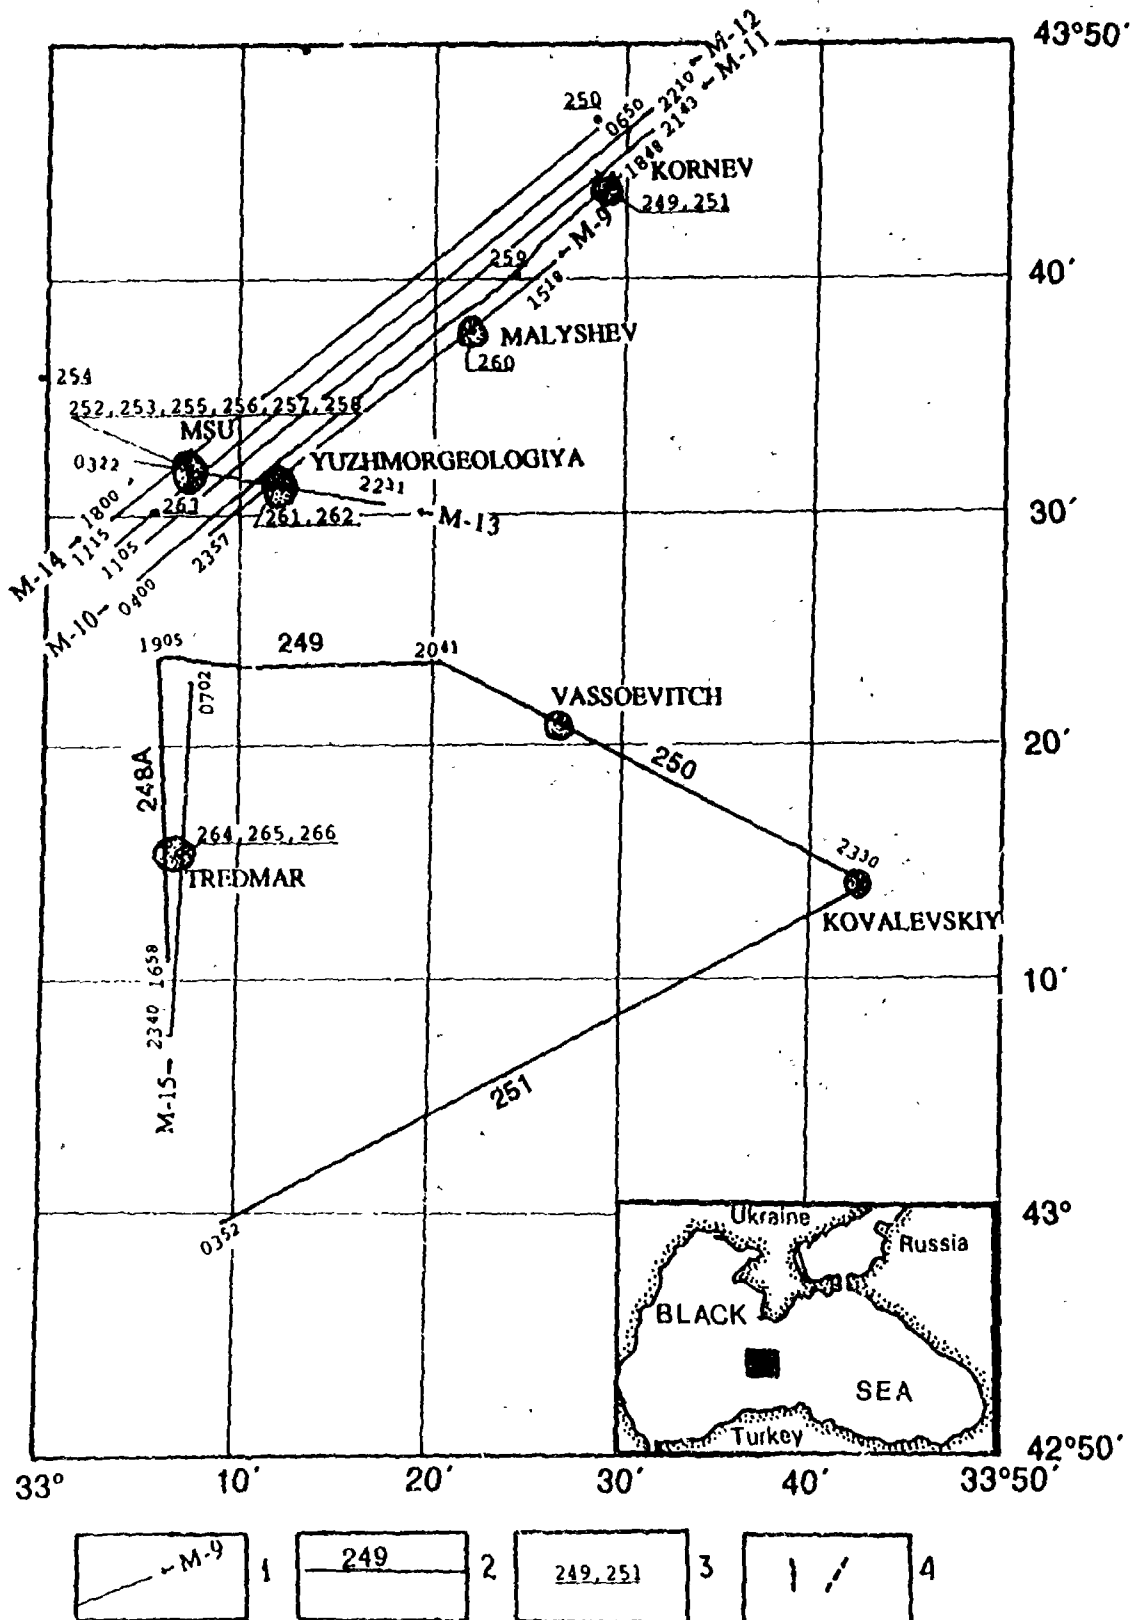 43°50′
M-12
M-11
2210
2143
0650
250
1848
KORNEV
249,251
M-9
259
1518
40′
MALYSHEV
260
254
252,253,255,256,257,258
MSU
0322
YUZHMORGEOLOGIYA
2231
M-13
261,262
30′
1800
M-14
1115
1105
2357
M-10
0400
1905
249
2041
0702
VASSOEVITCH
20′
250
248A
264,265,266
TREDMAR
2330
KOVALEVSKIY
1658
10′
2340
M-15
251
0352
43°
Ukraine
Russia
BLACK
SEA
Turkey
42°50′
33° 10′ 20′ 30′ 40′ 33°50′
M-9 1 249 2 249,251 3 4